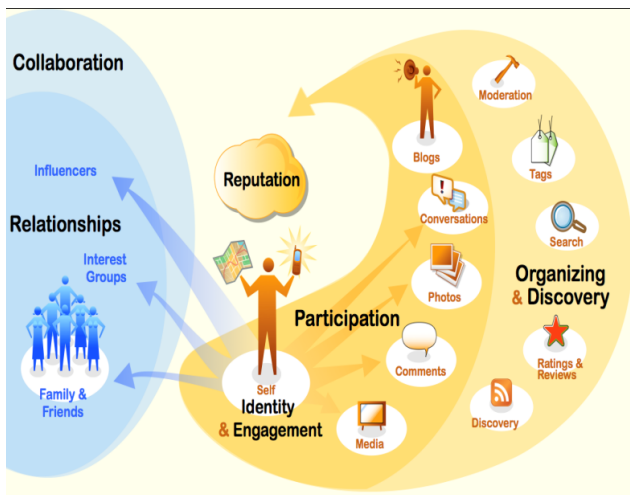 Collaboration
Influencers
Relationships
Interest
Groups
Family &
Friends
Reputation
Participation
Self
Identity
& Engagement
Blogs
Conversations
Photos
Comments
Media
Moderation
Tags
Search
Organizing
& Discovery
Ratings &
Reviews
Discovery